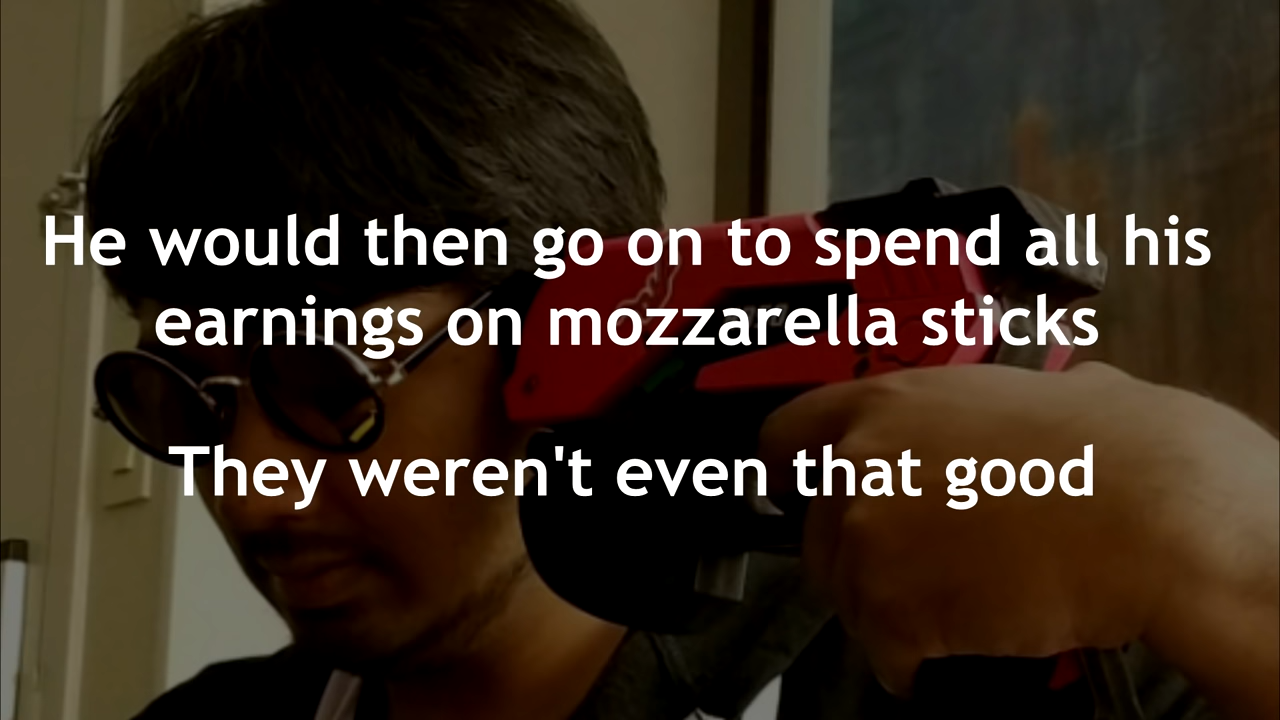 He would then go on to spend all his
earnings on mozzarella sticks
They weren't even that good